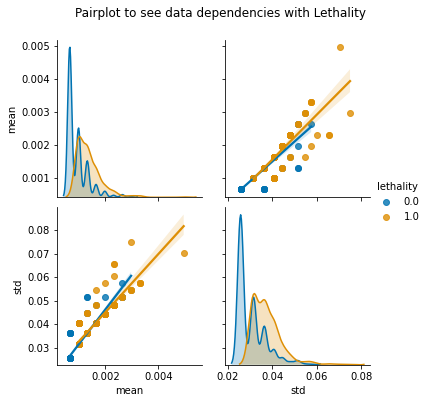 Pairplot to see data dependencies with Lethality
0.005
0.004
0.003
0.002
0.001
mean
lethality
0.0
1.0
0.08
0.07
0.06
0.05
0.04
0.03
std
0.002 0.004
mean
0.02 0.04 0.06 0.08
std